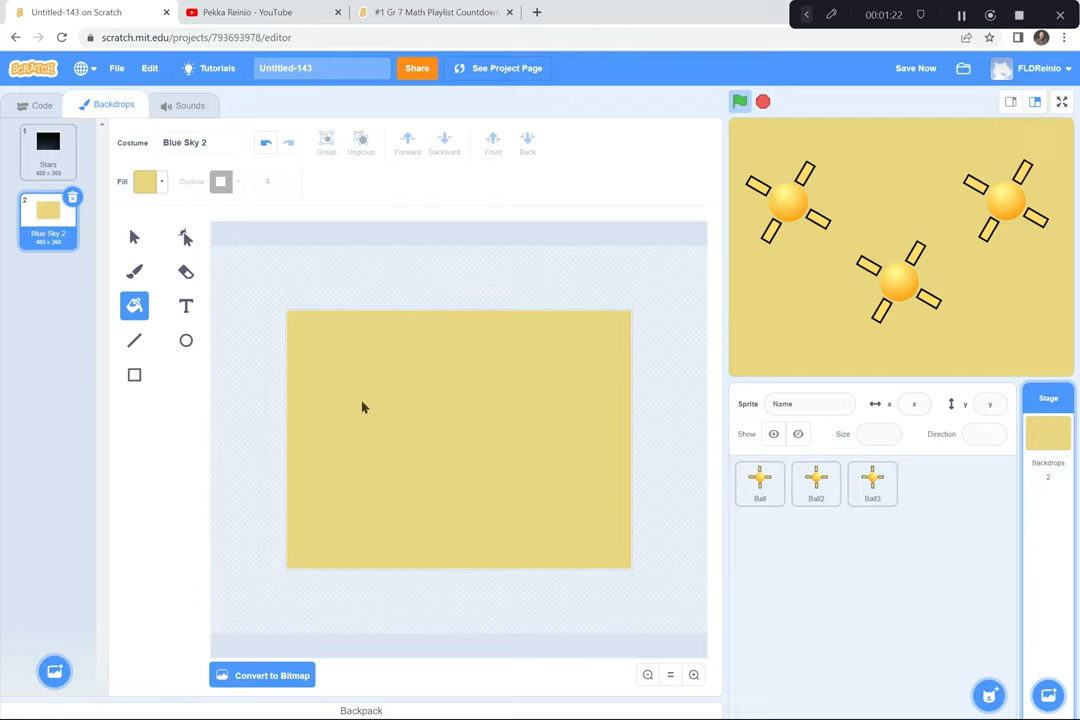 Untitled-143 on Scratch
Pekka Reinio - YouTube
#1 Gr 7 Math Playlist Countdown
00:01:22
scratch.mit.edu/projects/793693978/editor
SCRATCH
File
Edit
Tutorials
Untitled-143
Share
See Project Page
Save Now
FLDReinio
Code
Backdrops
Sounds
1
Stars
480 x 360
2
Blue Sky 2
480 x 360
Costume
Blue Sky 2
Group
Ungroup
Forward
Backward
Front
Back
Fill
Outline
4
Convert to Bitmap
Backpack
Sprite
Name
x
x
y
y
Show
Size
Direction
Ball
Ball2
Ball3
Stage
Backdrops
2